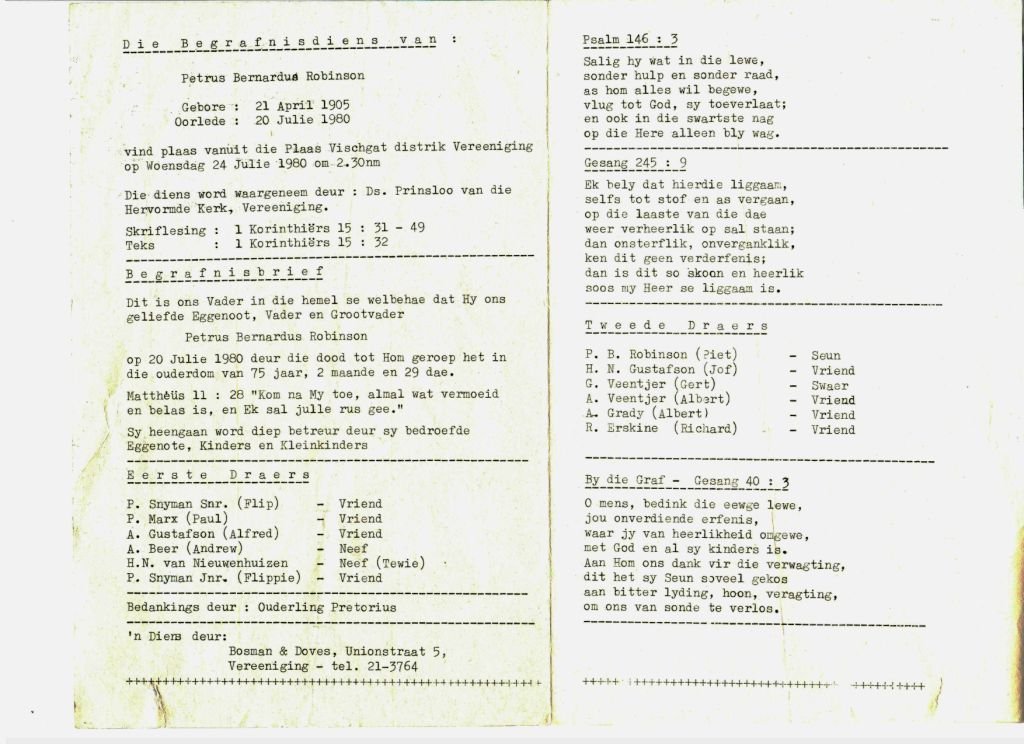 Die Begrafnisdiens van :
Petrus Bernardus Robinson
Gebore : 21 April 1905
Oorlede : 20 Julie 1980
vind plaas vanuit die Plaas Vischgat distrik Vereeniging
op Woensdag 24 Julie 1980 om 2.30nm
Die diens word waargeneem deur : Ds. Prinsloo van die
Hervormde Kerk, Vereeniging.
Skriflesing : 1 Korinthiërs 15 : 31 - 49
Teks : 1 Korinthiërs 15 : 32
Begrafnisbrief
Dit is ons Vader in die hemel se welbehae dat Hy ons
geliefde Eggenoot, Vader en Grootvader
Petrus Bernardus Robinson
op 20 Julie 1980 deur die dood tot Hom geroep het in
die ouderdom van 75 jaar, 2 maande en 29 dae.
Matthéüs 11 : 28 "Kom na My toe, almal wat vermoeid
en belas is, en Ek sal julle rus gee."
Sy heengaan word diep betreur deur sy bedroefde
Eggenote, Kinders en Kleinkinders
Eerste Draers
P. Snyman Snr. (Flip) - Vriend
P. Marx (Paul) - Vriend
A. Gustafson (Alfred) - Vriend
A. Beer (Andrew) - Neef
H.N. van Nieuwenhuizen - Neef (Tewie)
P. Snyman Jnr. (Flippie) - Vriend
Bedankings deur : Ouderling Pretorius
'n Diens deur:
Bosman & Doves, Unionstraat 5,
Vereeniging - tel. 21-3764
Psalm 146 : 3
Salig hy wat in die lewe,
sonder hulp en sonder raad,
as hom alles wil begewe,
vlug tot God, sy toeverlaat;
en ook in die swartste nag
op die Here alleen bly wag.
Gesang 245 : 9
Ek bely dat hierdie liggaam,
selfs tot stof en as vergaan,
op die laaste van die dae
weer verheerlik op sal staan;
dan onsterflik, onverganklik,
ken dit geen verderfenis;
dan is dit so skoon en heerlik
soos my Heer se liggaam is.
Tweede Draers
P. B. Robinson (Piet) - Seun
H. N. Gustafson (Jof) - Vriend
G. Veentjer (Gert) - Swaer
A. Veentjer (Albert) - Vriend
A. Grady (Albert) - Vriend
R. Erskine (Richard) - Vriend
By die Graf - Gesang 40 : 3
O mens, bedink die eewge lewe,
jou onverdiende erfenis,
waar jy van heerlikheid omgewe,
met God en al sy kinders is.
Aan Hom ons dank vir die verwagting,
dit het sy Seun soveel gekos
aan bitter lyding, hoon, veragting,
om ons van sonde te verlos.